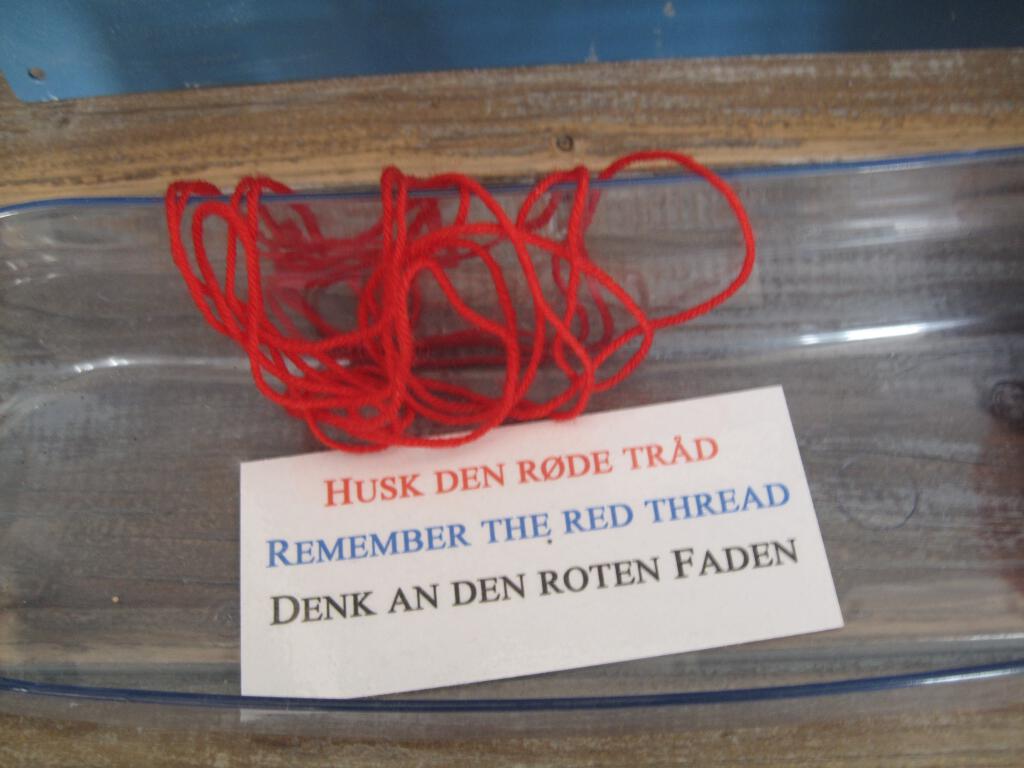 HUSK DEN RØDE TRÅD
REMEMBER THE RED THREAD
DENK AN DEN ROTEN FADEN